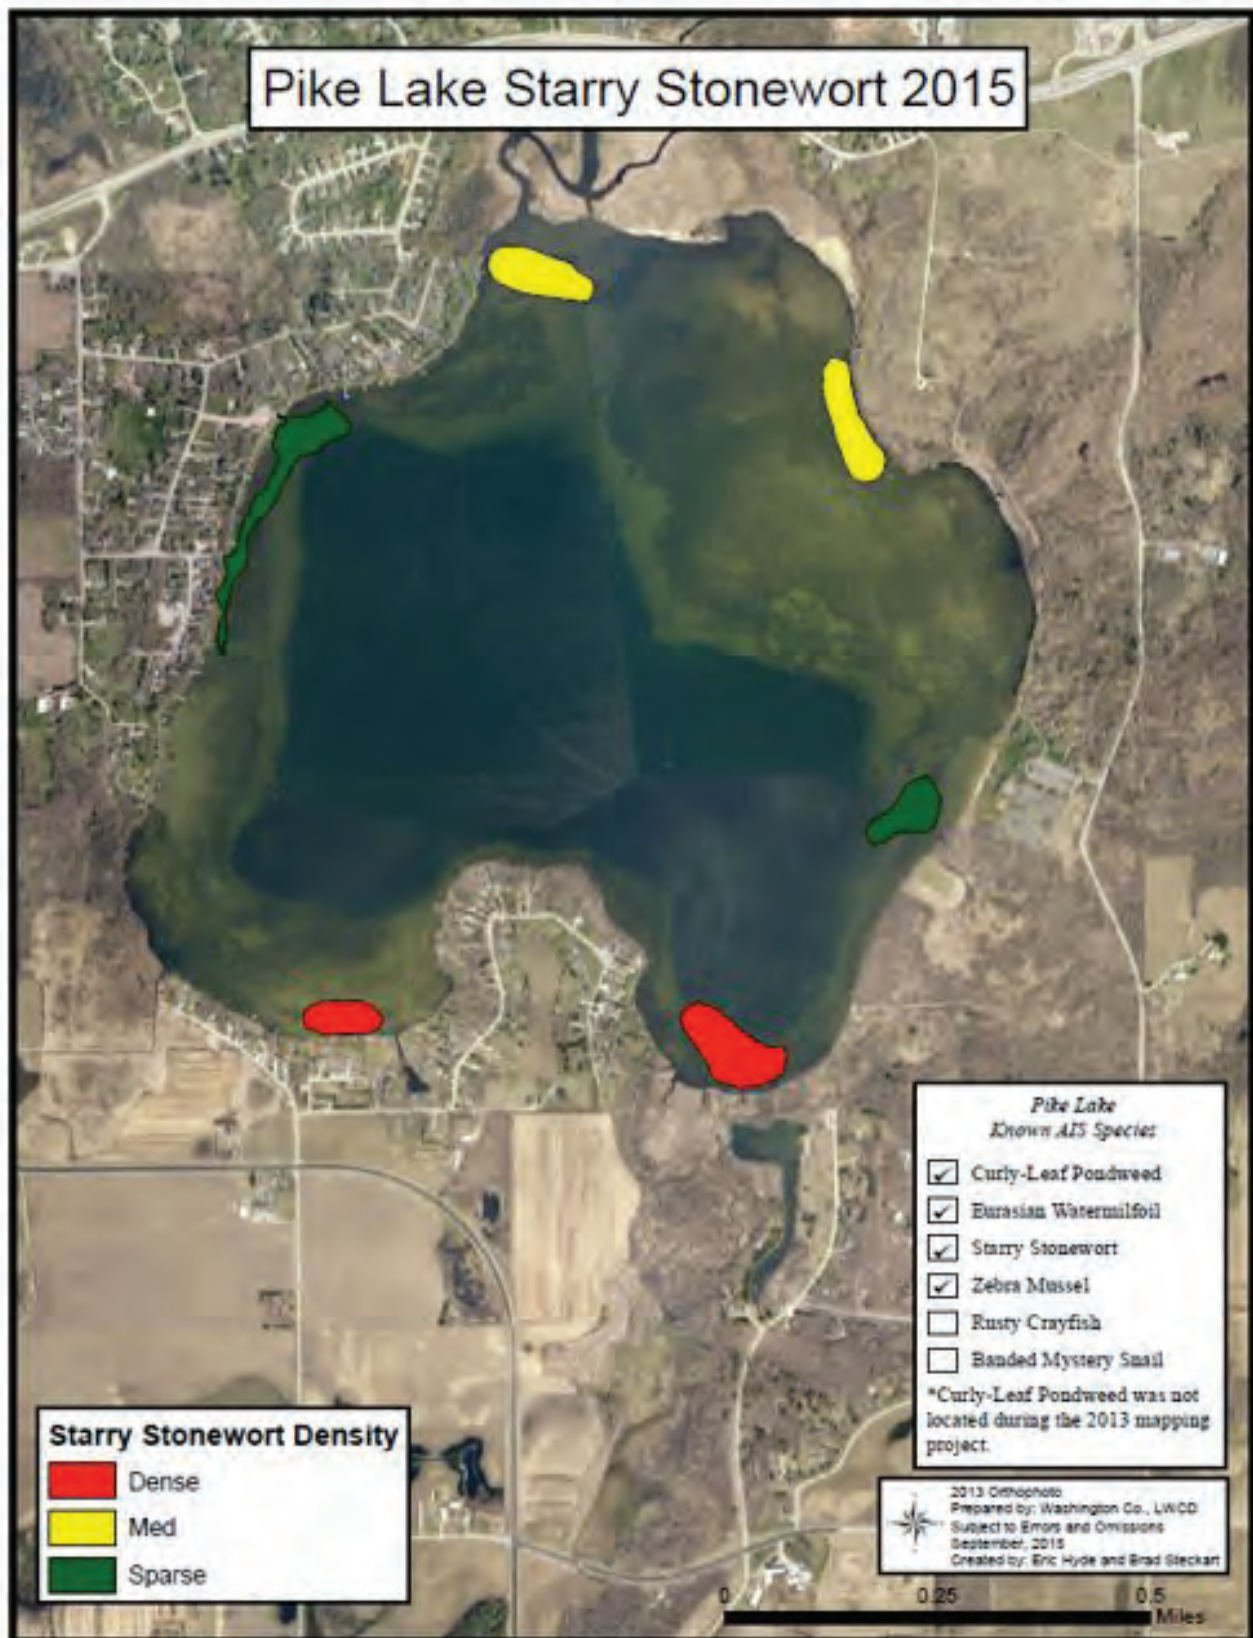 Pike Lake Starry Stonewort 2015
Pike Lake
Known AIS Species
Curly-Leaf Pondweed
Eurasian Watermilfoil
Starry Stonewort
Zebra Mussel
Rusty Crayfish
Banded Mystery Snail
*Curly-Leaf Pondweed was not
located during the 2013 mapping
project.
Starry Stonewort Density
Dense
Med
Sparse
2013 Orthophoto
Prepared by: Washington Co., LWCD
Subject to Errors and Omissions
September, 2015
Created by: Eric Hyde and Brad Steckart
0 0.25 0.5
Miles